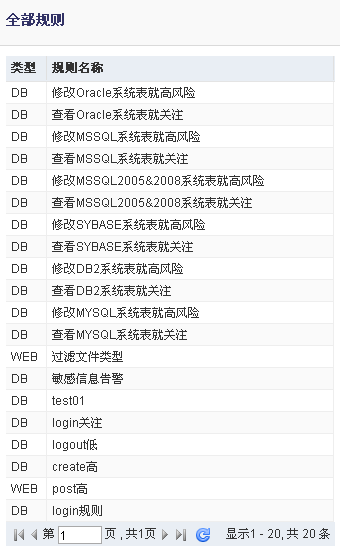 全部规则
类型 规则名称
DB 修改Oracle系统表就高风险
DB 查看Oracle系统表就关注
DB 修改MSSQL系统表就高风险
DB 查看MSSQL系统表就关注
DB 修改MSSQL2005&2008系统表就高风险
DB 查看MSSQL2005&2008系统表就关注
DB 修改SYBASE系统表就高风险
DB 查看SYBASE系统表就关注
DB 修改DB2系统表就高风险
DB 查看DB2系统表就关注
DB 修改MYSQL系统表就高风险
DB 查看MYSQL系统表就关注
WEB 过滤文件类型
DB 敏感信息告警
DB test01
DB login关注
DB logout低
DB create高
WEB post高
DB login规则
第 1 页,共1页 显示1 - 20,共 20 条